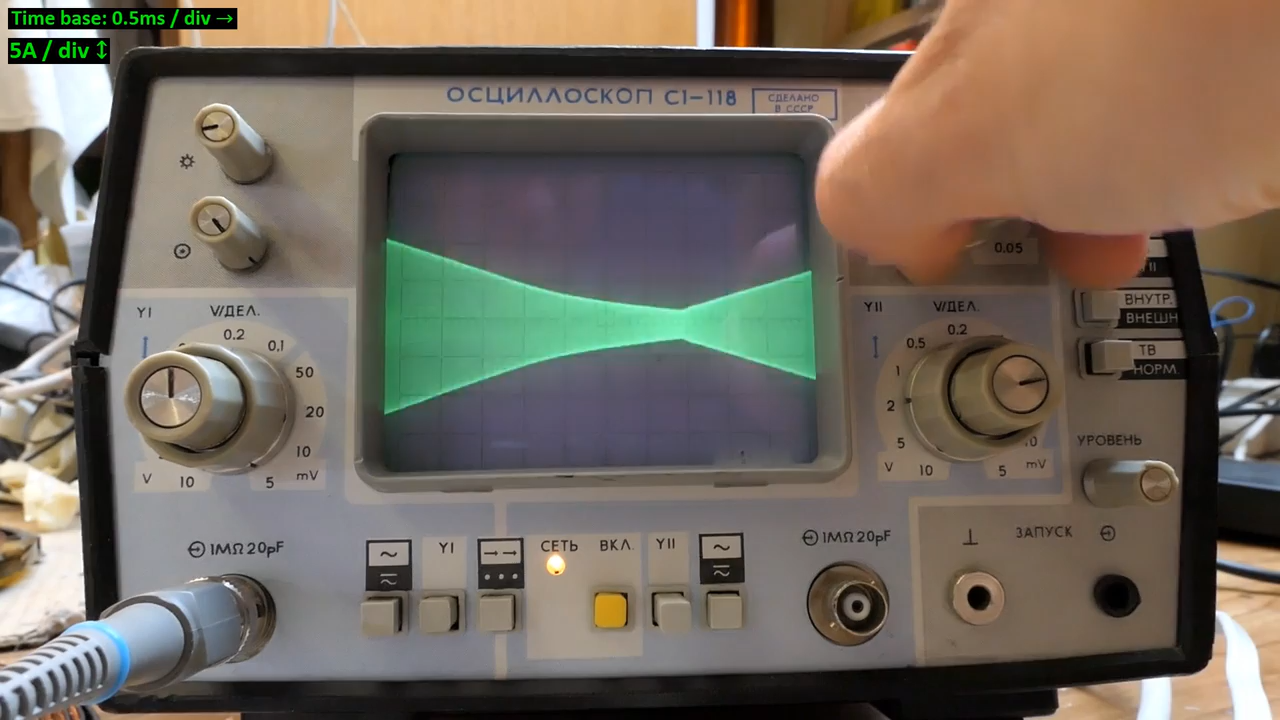 Time base: 0.5ms / div →
5A / div ↕
ОСЦИЛЛОСКОП С1-118
СДЕЛАНО
В СССР
0.05
YI
V/ДЕЛ.
0.2
0,1
50
20
10
mV
5
10
V
YII
V/ДЕЛ.
0.2
0.5
1
2
5
V
10
5
mV
ВНУТР.
ВНЕШН
ТВ
НОРМ.
УРОВЕНЬ
1MΩ 20pF
YI
СЕТЬ
ВКЛ.
YII
1MΩ 20pF
ЗАПУСК